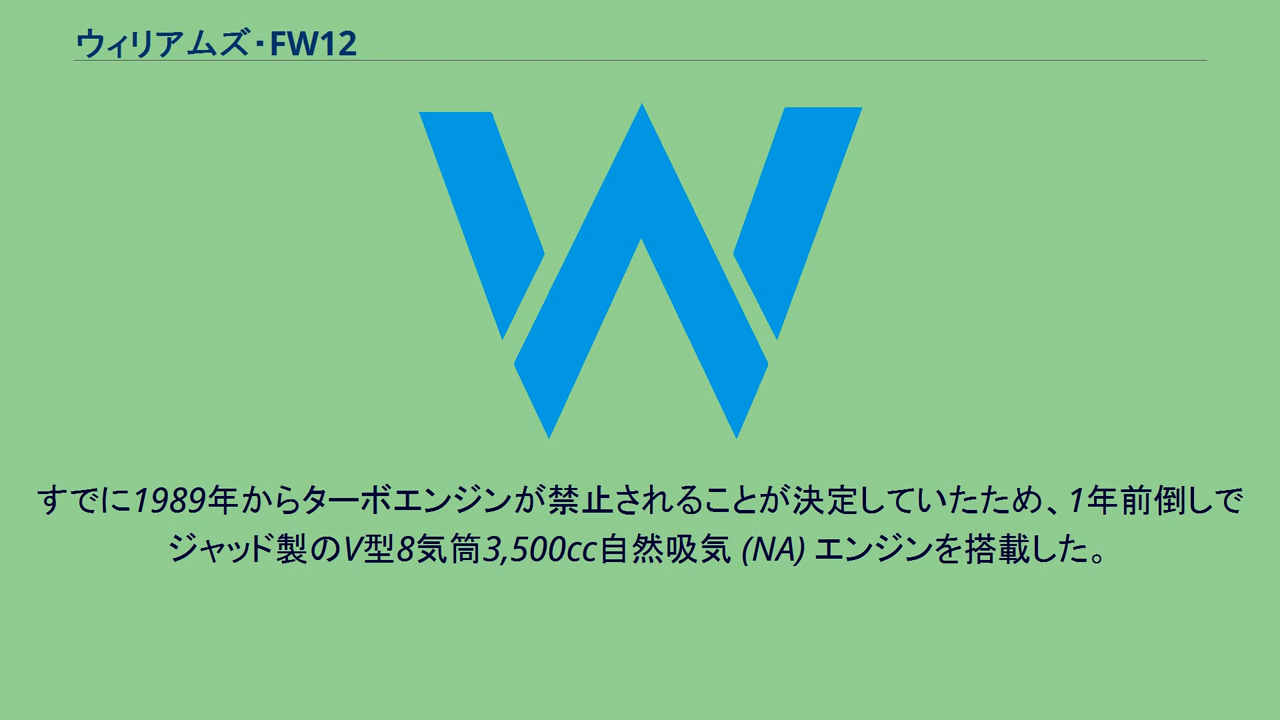 ウィリアムズ・FW12
すでに1989年からターボエンジンが禁止されることが決定していたため、1年前倒しで
ジャッド製のV型8気筒3,500cc自然吸気 (NA) エンジンを搭載した。